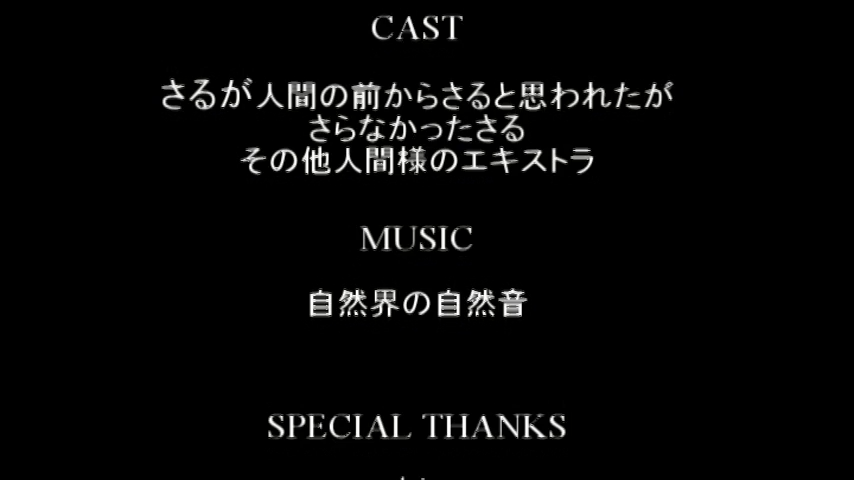 CAST
さるが人間の前からさると思われたが
さらなかったさる
その他人間様のエキストラ
MUSIC
自然界の自然音
SPECIAL THANKS